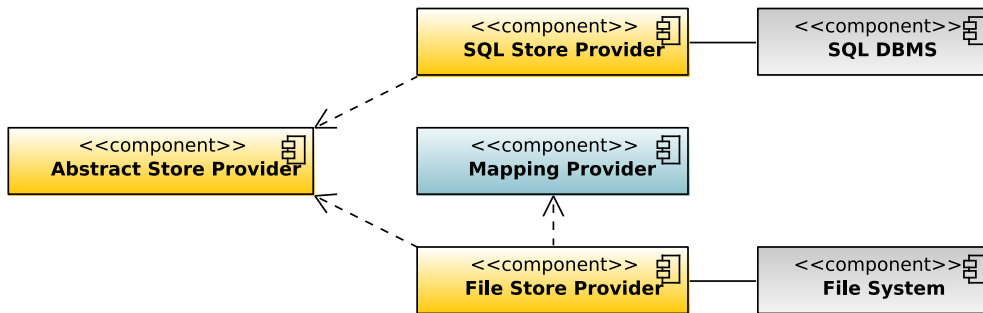 <<component>>
SQL Store Provider
<<component>>
SQL DBMS
<<component>>
Abstract Store Provider
<<component>>
Mapping Provider
<<component>>
File Store Provider
<<component>>
File System